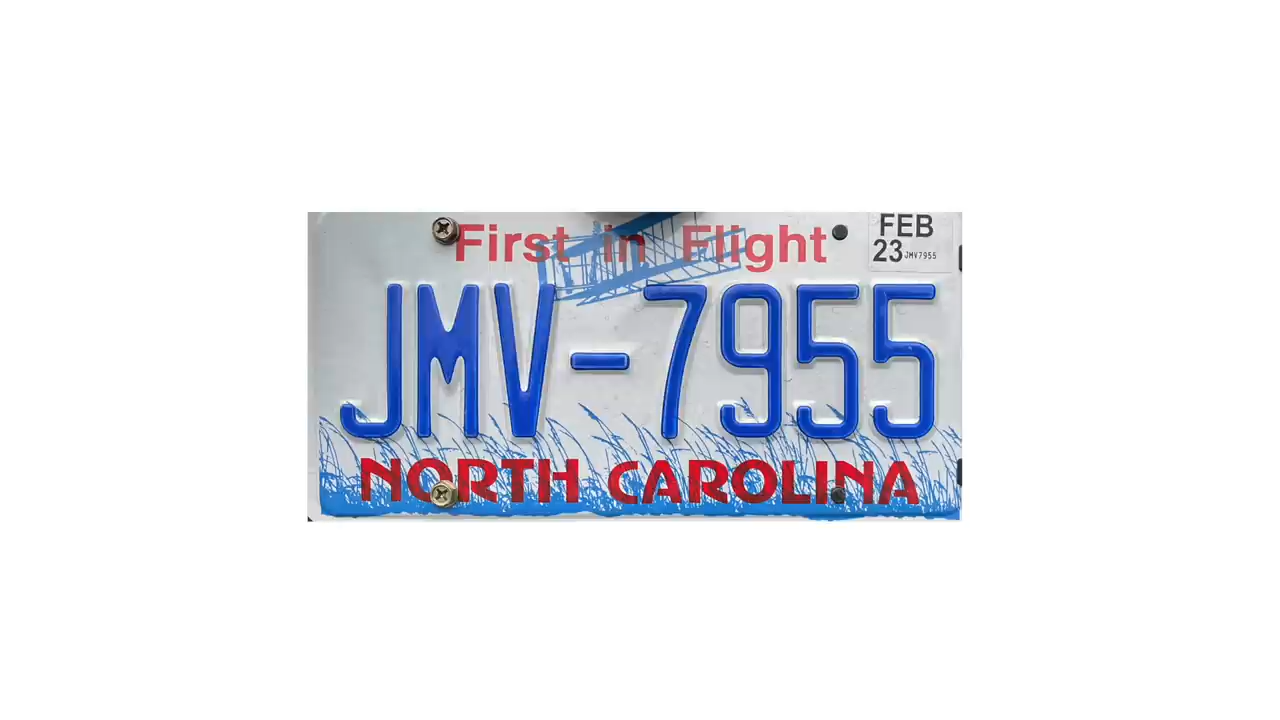 First in Flight
FEB
23 JMV7955
JMV-7955
NORTH CAROLINA